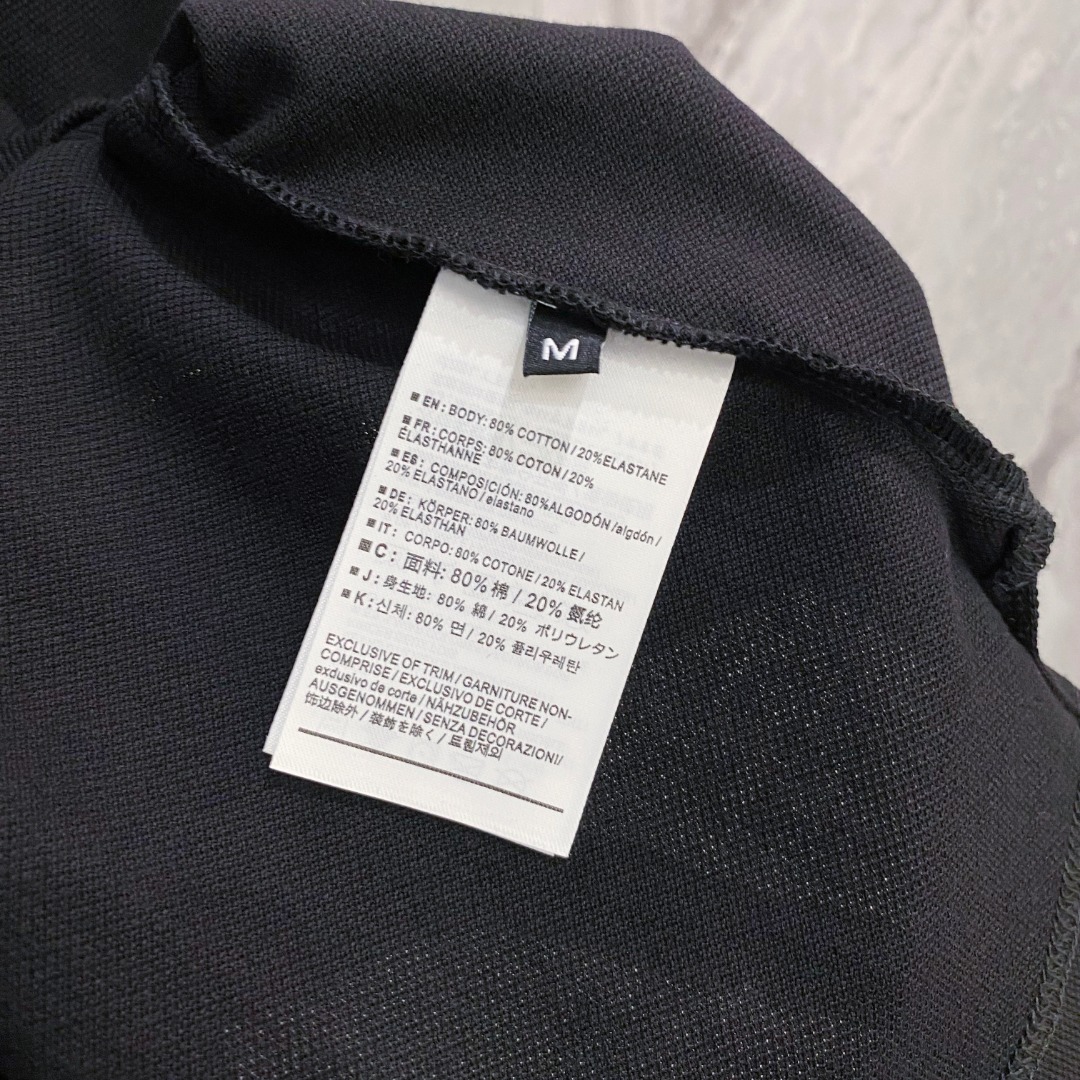 M
EN: BODY: 80% COTTON / 20%ELASTANE
FR: CORPS: 80% COTON / 20%
ÉLASTHANNE
ES: COMPOSICIÓN: 80%ALGODÓN /algdón /
20% ELASTANO / elastano
DE: KÖRPER: 80% BAUMWOLLE /
20% ELASTHAN
IT: CORPO: 80% COTONE / 20% ELASTAN
C: 面料: 80% 棉 / 20% 氨纶
J: 身生地: 80% 綿 / 20% ポリウレタン
K: 신체: 80% 면 / 20% 폴리우레탄
EXCLUSIVE OF TRIM / GARNITURE NON-
COMPRISE / EXCLUSIVO DE CORTE /
exdusivo de corte / NÄHZUBEHÖR
AUSGENOMMEN / SENZA DECORAZIONI/
饰边除外 / 装飾を除く / 트림제외